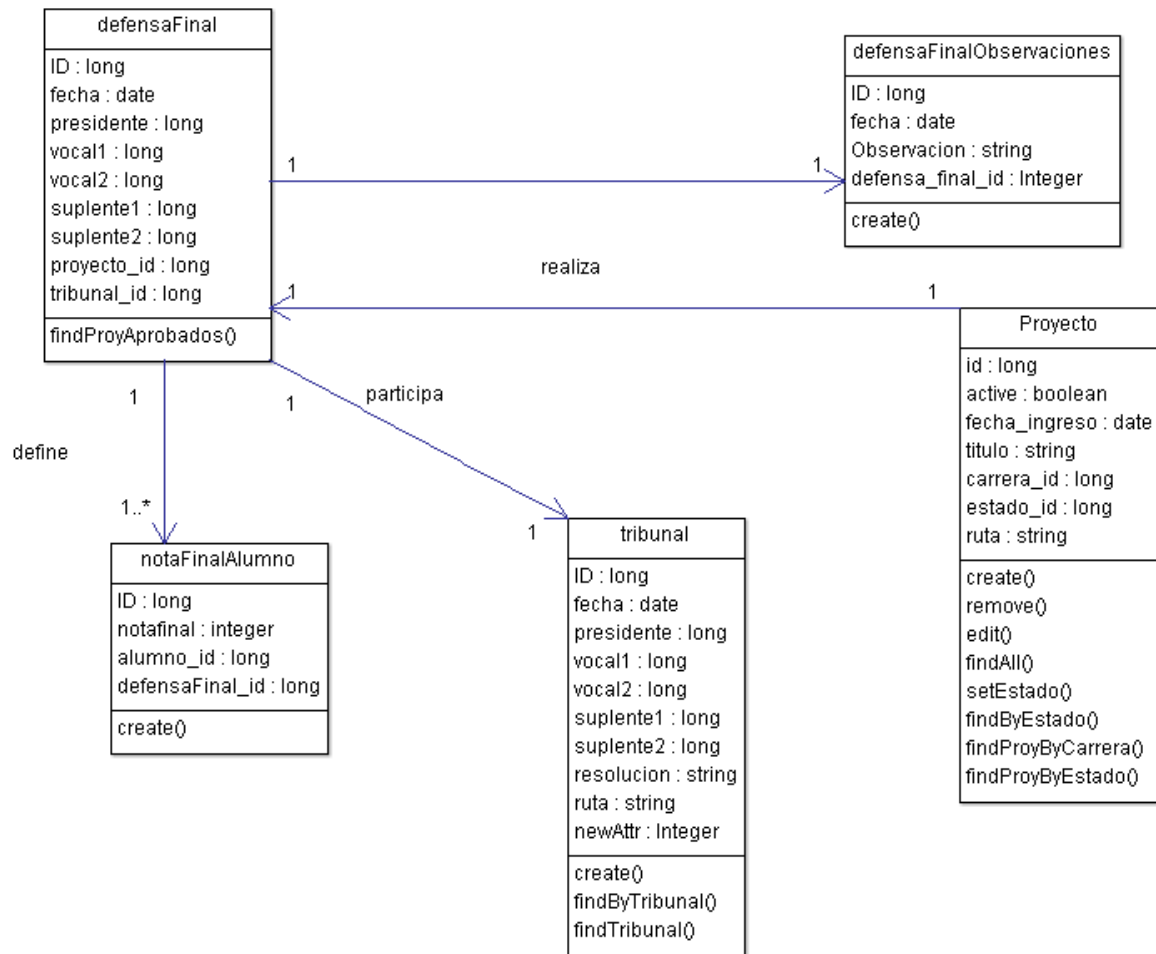 defensaFinal
ID : long
fecha : date
presidente : long
vocal1 : long
vocal2 : long
suplente1 : long
suplente2 : long
proyecto_id : long
tribunal_id : long
findProyAprobados()
1
1
defensaFinalObservaciones
ID : long
fecha : date
Observacion : string
defensa_final_id : Integer
create()
realiza
1
1
Proyecto
id : long
active : boolean
fecha_ingreso : date
titulo : string
carrera_id : long
estado_id : long
ruta : string
create()
remove()
edit()
findAll()
setEstado()
findByEstado()
findProyByCarrera()
findProyByEstado()
1
define
1..*
1
participa
1
notaFinalAlumno
ID : long
notafinal : integer
alumno_id : long
defensaFinal_id : long
create()
tribunal
ID : long
fecha : date
presidente : long
vocal1 : long
vocal2 : long
suplente1 : long
suplente2 : long
resolucion : string
ruta : string
newAttr : Integer
create()
findByTribunal()
findTribunal()